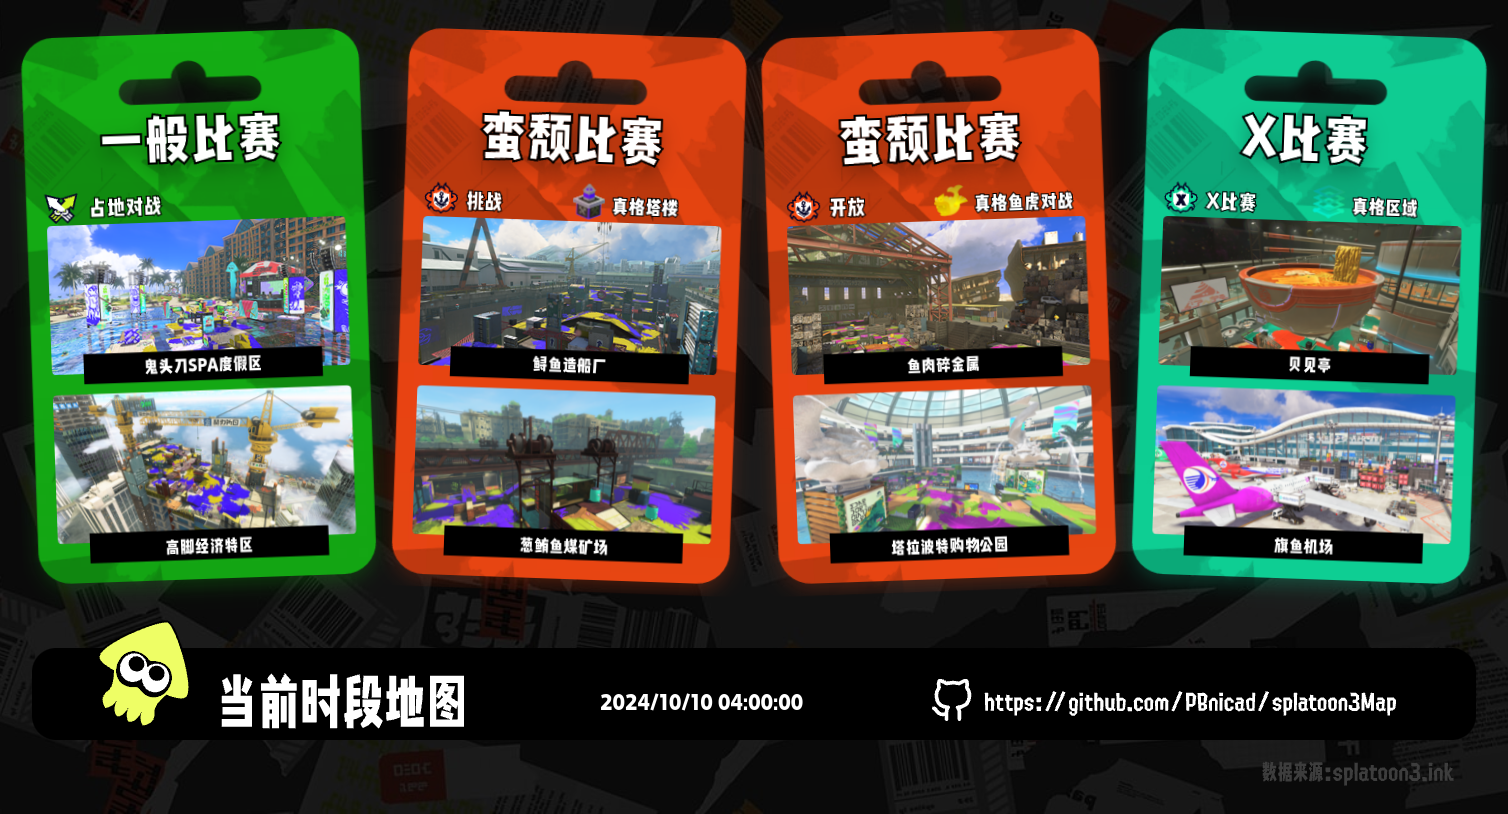 一般比赛
占地对战
鬼头刀SPA度假区
高脚经济特区
蛮颓比赛
挑战
真格塔楼
鲟鱼造船厂
葱鲔鱼煤矿场
蛮颓比赛
开放
真格鱼虎对战
鱼肉碎金属
塔拉波特购物公园
X比赛
X比赛
真格区域
贝见亭
旗鱼机场
当前时段地图
2024/10/10 04:00:00
https://github.com/PBnicad/splatoon3Map
数据来源:splatoon3.ink